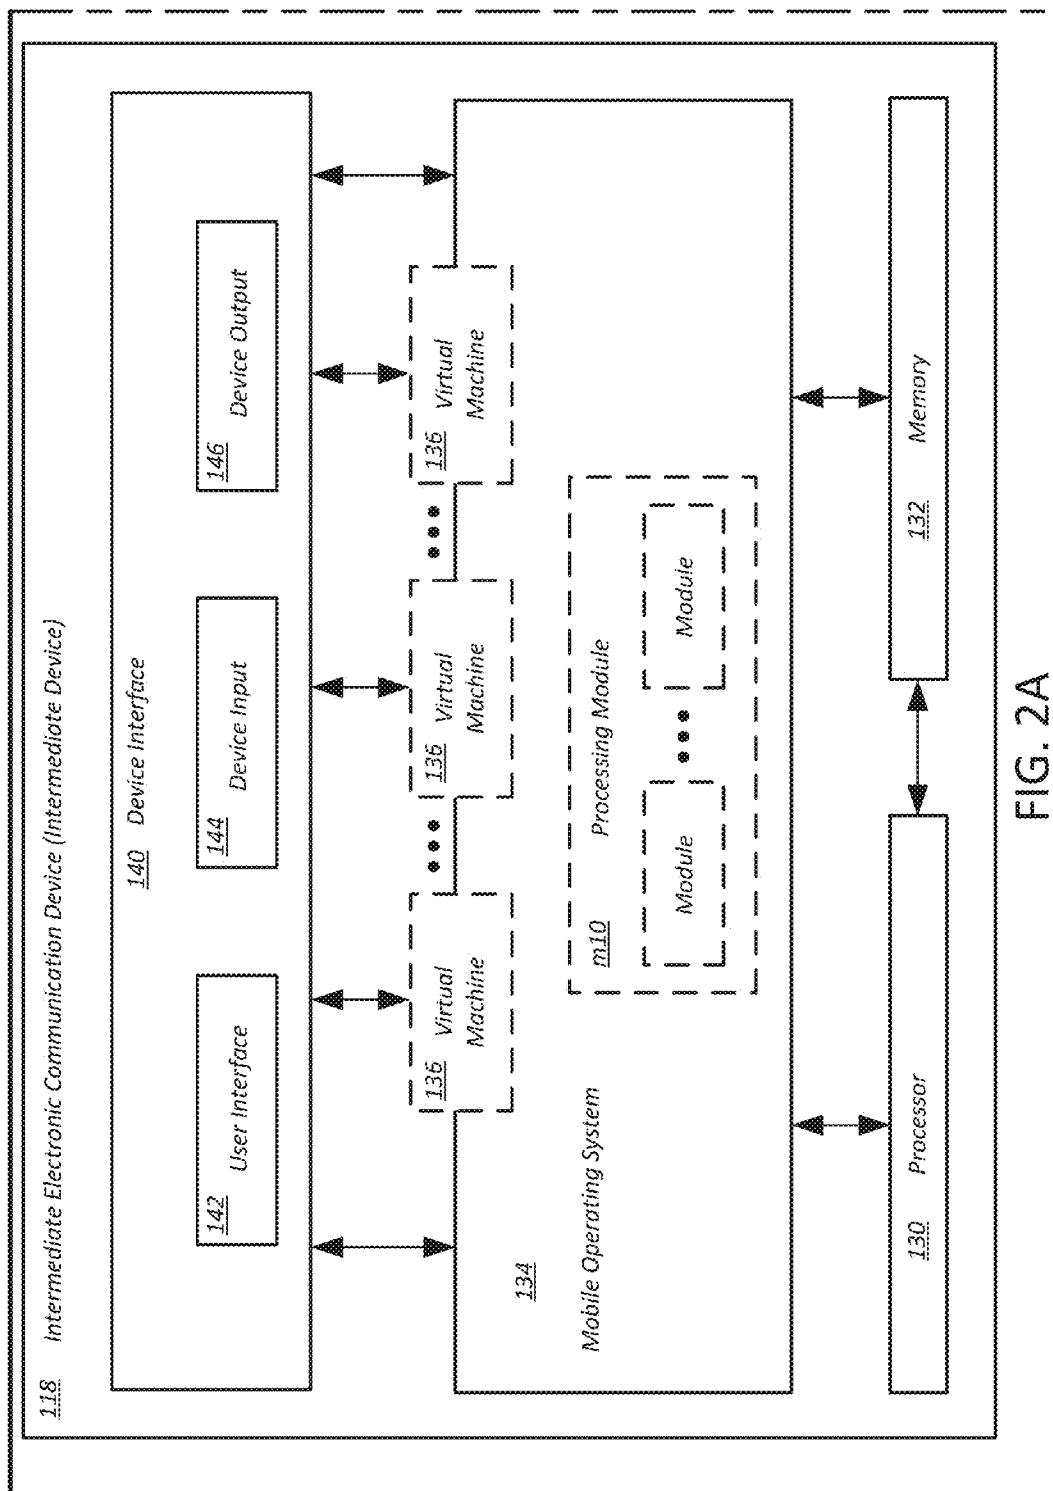 118 Intermediate Electronic Communication Device (Intermediate Device)
140 Device Interface
142 User Interface
144 Device Input
146 Device Output
136 Virtual
Machine
136 Virtual
Machine
136 Virtual
Machine
134
Mobile Operating System
m10 Processing Module
Module
Module
130 Processor
132 Memory
FIG. 2A